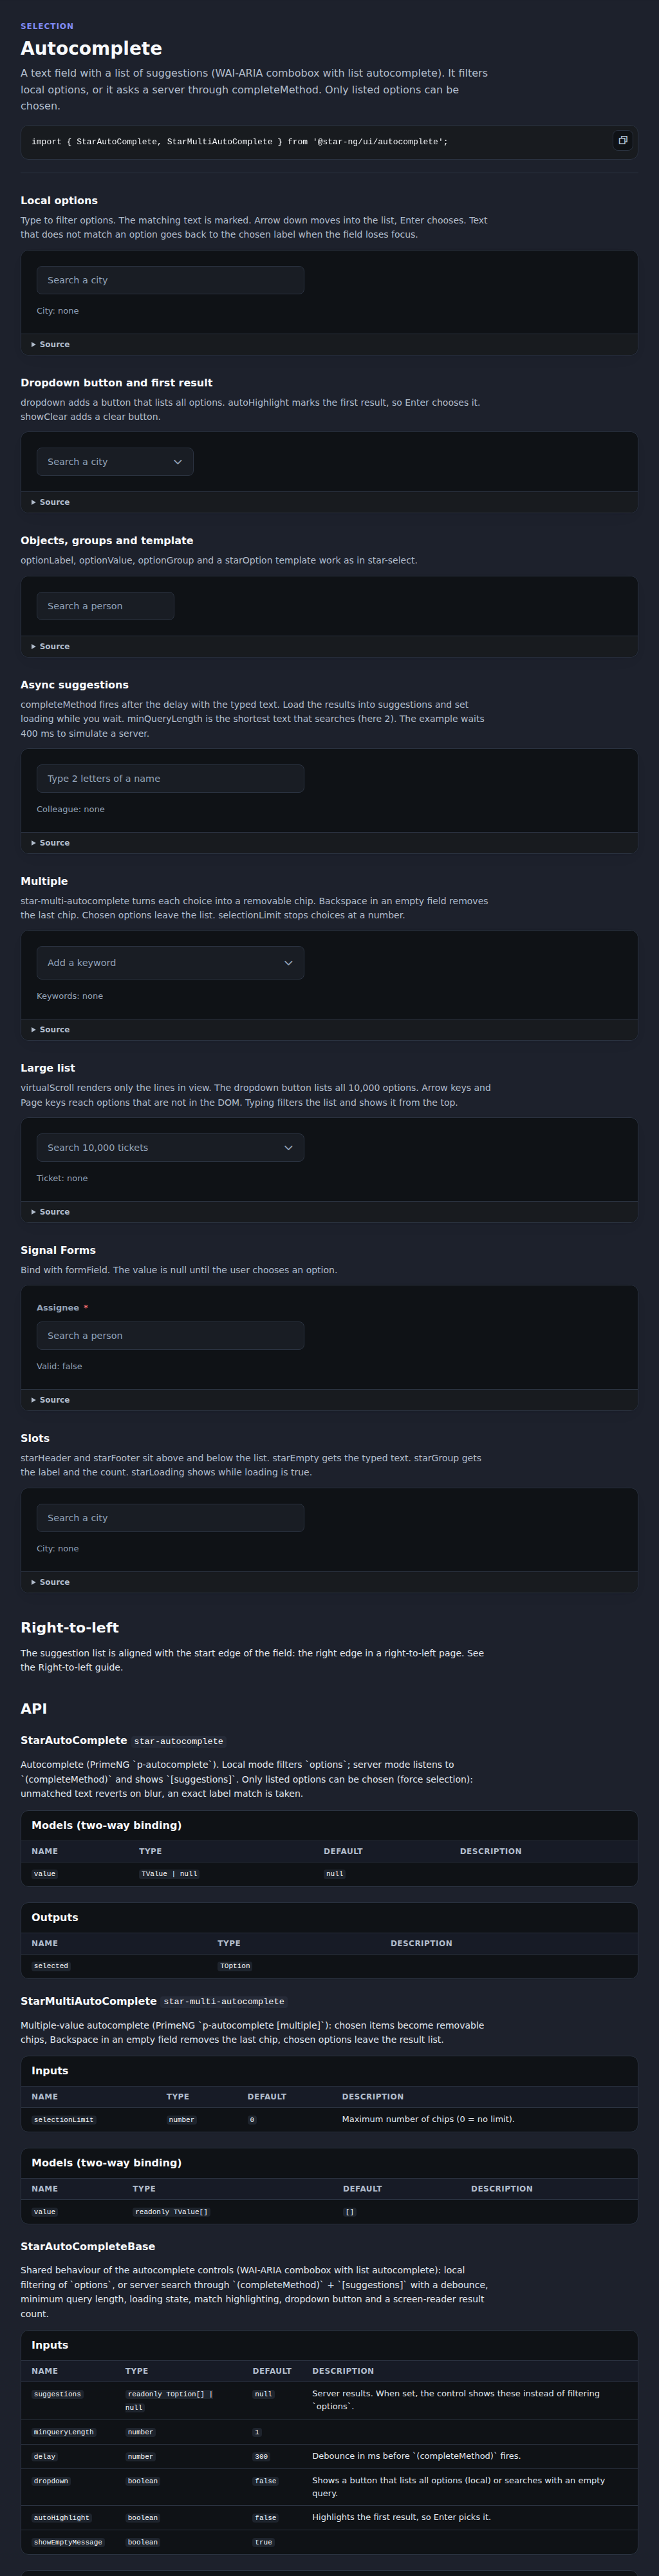 SELECTION
Autocomplete
A text field with a list of suggestions (WAI-ARIA combobox with list autocomplete). It filters
local options, or it asks a server through completeMethod. Only listed options can be
chosen.
import { StarAutoComplete, StarMultiAutoComplete } from '@star-ng/ui/autocomplete';
Local options
Type to filter options. The matching text is marked. Arrow down moves into the list, Enter chooses. Text
that does not match an option goes back to the chosen label when the field loses focus.
Search a city
City: none
Source
Dropdown button and first result
dropdown adds a button that lists all options. autoHighlight marks the first result, so Enter chooses it.
showClear adds a clear button.
Search a city
Source
Objects, groups and template
optionLabel, optionValue, optionGroup and a starOption template work as in star-select.
Search a person
Source
Async suggestions
completeMethod fires after the delay with the typed text. Load the results into suggestions and set
loading while you wait. minQueryLength is the shortest text that searches (here 2). The example waits
400 ms to simulate a server.
Type 2 letters of a name
Colleague: none
Source
Multiple
star-multi-autocomplete turns each choice into a removable chip. Backspace in an empty field removes
the last chip. Chosen options leave the list. selectionLimit stops choices at a number.
Add a keyword
Keywords: none
Source
Large list
virtualScroll renders only the lines in view. The dropdown button lists all 10,000 options. Arrow keys and
Page keys reach options that are not in the DOM. Typing filters the list and shows it from the top.
Search 10,000 tickets
Ticket: none
Source
Signal Forms
Bind with formField. The value is null until the user chooses an option.
Assignee *
Search a person
Valid: false
Source
Slots
starHeader and starFooter sit above and below the list. starEmpty gets the typed text. starGroup gets
the label and the count. starLoading shows while loading is true.
Search a city
City: none
Source
Right-to-left
The suggestion list is aligned with the start edge of the field: the right edge in a right-to-left page. See
the Right-to-left guide.
API
StarAutoComplete star-autocomplete
Autocomplete (PrimeNG `p-autocomplete`). Local mode filters `options`; server mode listens to
`(completeMethod)` and shows `[suggestions]`. Only listed options can be chosen (force selection):
unmatched text reverts on blur, an exact label match is taken.
Models (two-way binding)
NAME TYPE DEFAULT DESCRIPTION
value TValue | null null
Outputs
NAME TYPE DESCRIPTION
selected TOption
StarMultiAutoComplete star-multi-autocomplete
Multiple-value autocomplete (PrimeNG `p-autocomplete [multiple]`): chosen items become removable
chips, Backspace in an empty field removes the last chip, chosen options leave the result list.
Inputs
NAME TYPE DEFAULT DESCRIPTION
selectionLimit number 0 Maximum number of chips (0 = no limit).
Models (two-way binding)
NAME TYPE DEFAULT DESCRIPTION
value readonly TValue[] []
StarAutoCompleteBase
Shared behaviour of the autocomplete controls (WAI-ARIA combobox with list autocomplete): local
filtering of `options`, or server search through `(completeMethod)` + `[suggestions]` with a debounce,
minimum query length, loading state, match highlighting, dropdown button and a screen-reader result
count.
Inputs
NAME TYPE DEFAULT DESCRIPTION
suggestions readonly TOption[] | null Server results. When set, the control shows these instead of filtering
null `options`.
minQueryLength number 1
delay number 300 Debounce in ms before `(completeMethod)` fires.
dropdown boolean false Shows a button that lists all options (local) or searches with an empty
query.
autoHighlight boolean false Highlights the first result, so Enter picks it.
showEmptyMessage boolean true